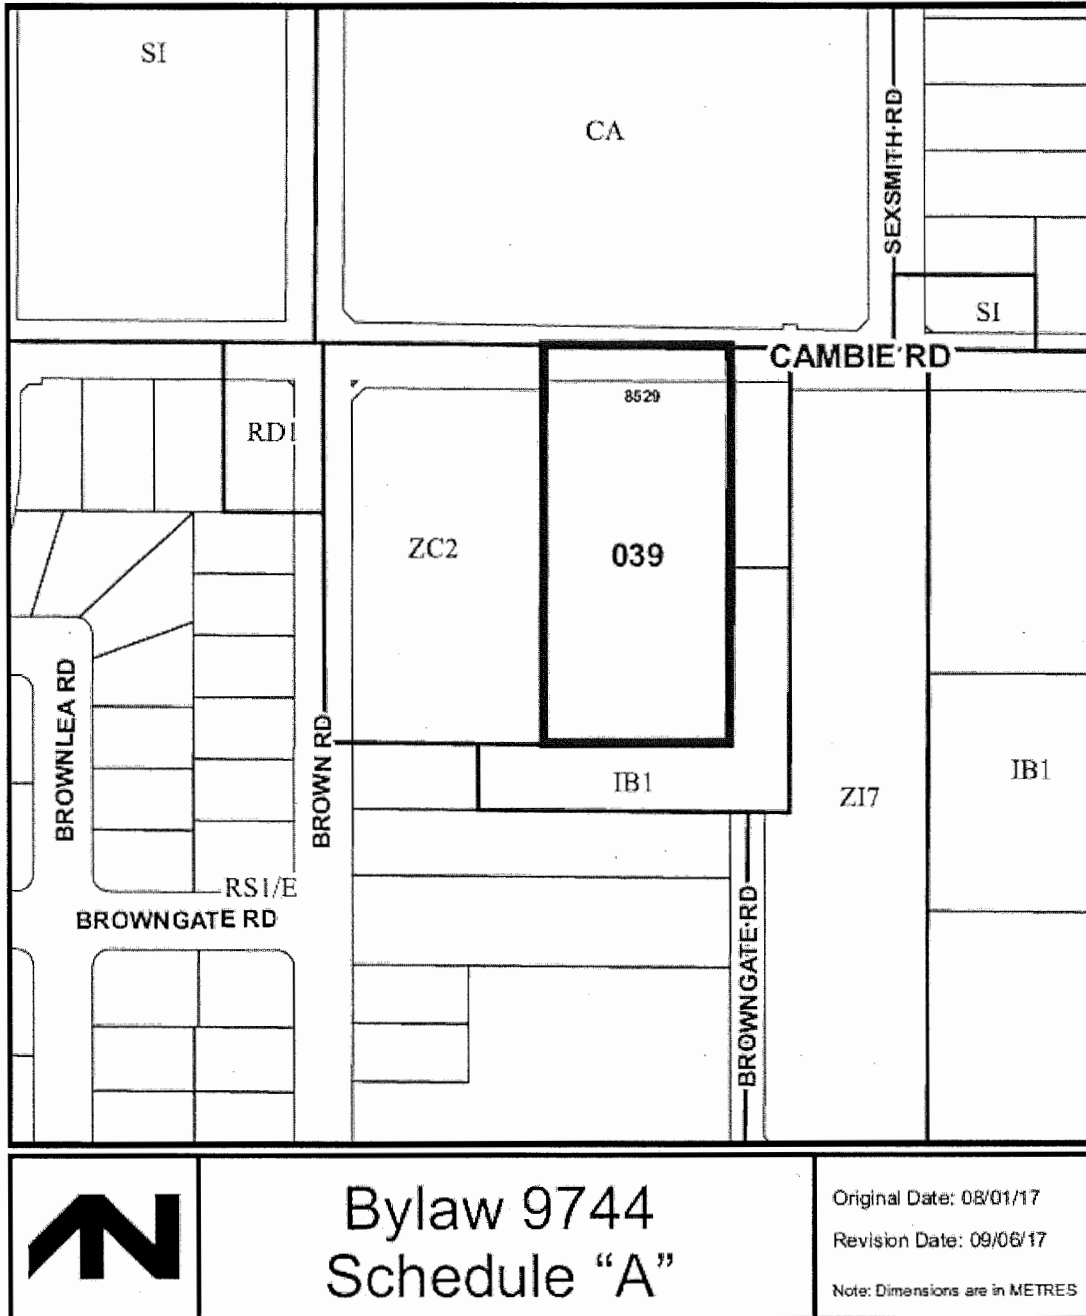 SI
CA
SEXSMITH RD
SI
CAMBIE RD
8529
RD1
ZC2
039
BROWNLEA RD
BROWN RD
IB1
IB1
ZI7
RS1/E
BROWNGATE RD
BROWNGATE RD
Bylaw 9744
Schedule “A”
Original Date: 08/01/17
Revision Date: 09/06/17
Note: Dimensions are in METRES